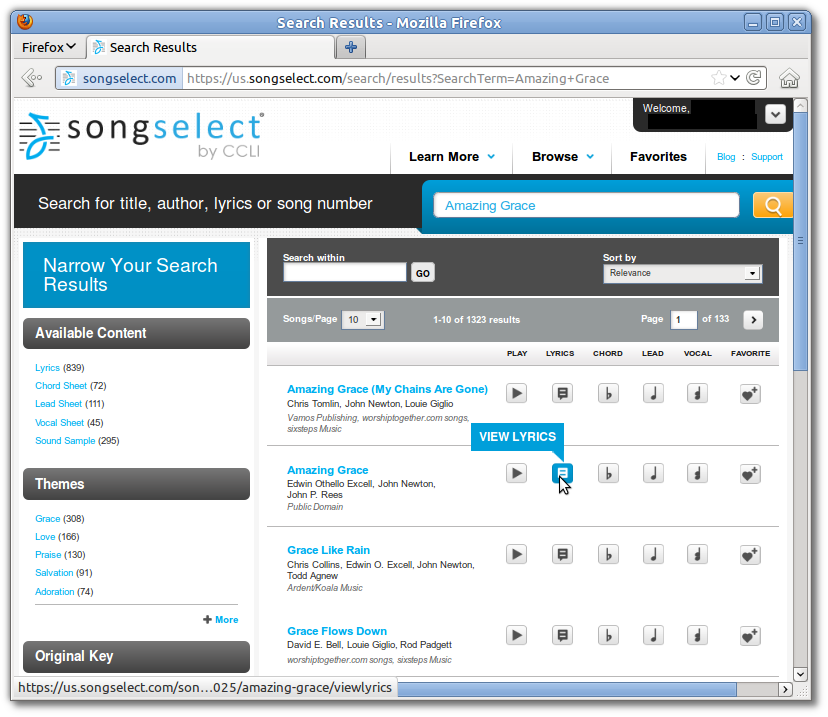 Search Results - Mozilla Firefox
Firefox
Search Results
songselect.com
https://us.songselect.com/search/results?SearchTerm=Amazing+Grace
songselect®
by CCLI
Welcome,
Learn More
Browse
Favorites
Blog : Support
Search for title, author, lyrics or song number
Amazing Grace
Narrow Your Search
Results
Available Content
Lyrics (839)
Chord Sheet (72)
Lead Sheet (111)
Vocal Sheet (45)
Sound Sample (295)
Themes
Grace (308)
Love (166)
Praise (130)
Salvation (91)
Adoration (74)
More
Original Key
Search within
GO
Sort by
Relevance
Songs/Page 10
1-10 of 1323 results
Page 1 of 133
PLAY LYRICS CHORD LEAD VOCAL FAVORITE
Amazing Grace (My Chains Are Gone)
Chris Tomlin, John Newton, Louie Giglio
Vamos Publishing, worshiptogether.com songs,
sixsteps Music
VIEW LYRICS
Amazing Grace
Edwin Othello Excell, John Newton,
John P. Rees
Public Domain
Grace Like Rain
Chris Collins, Edwin O. Excell, John Newton,
Todd Agnew
Ardent/Koala Music
Grace Flows Down
David E. Bell, Louie Giglio, Rod Padgett
worshiptogether.com songs, sixsteps Music
https://us.songselect.com/son...025/amazing-grace/viewlyrics